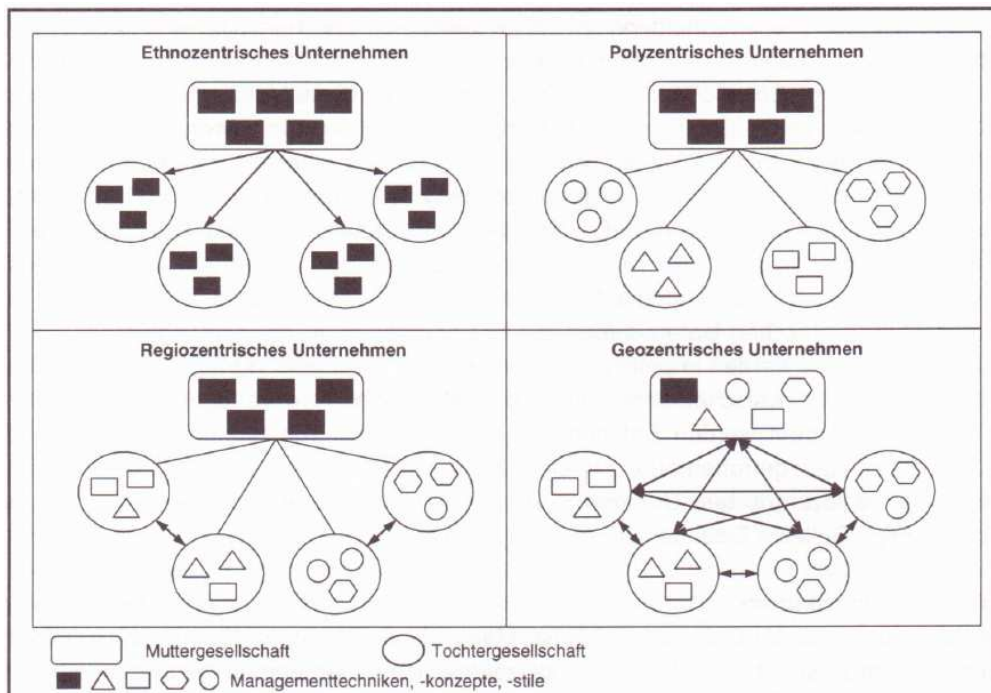 Ethnozentrisches Unternehmen
Polyzentrisches Unternehmen
Regiozentrisches Unternehmen
Geozentrisches Unternehmen
Muttergesellschaft
Tochtergesellschaft
Managementtechniken, -konzepte, -stile